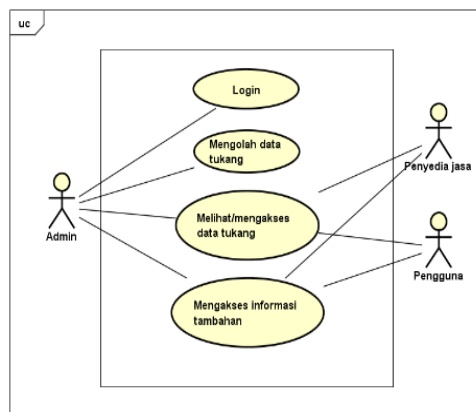 uc
Login
Mengolah data
tukang
Melihat/mengakses
data tukang
Mengakses informasi
tambahan
Admin
Penyedia jasa
Pengguna